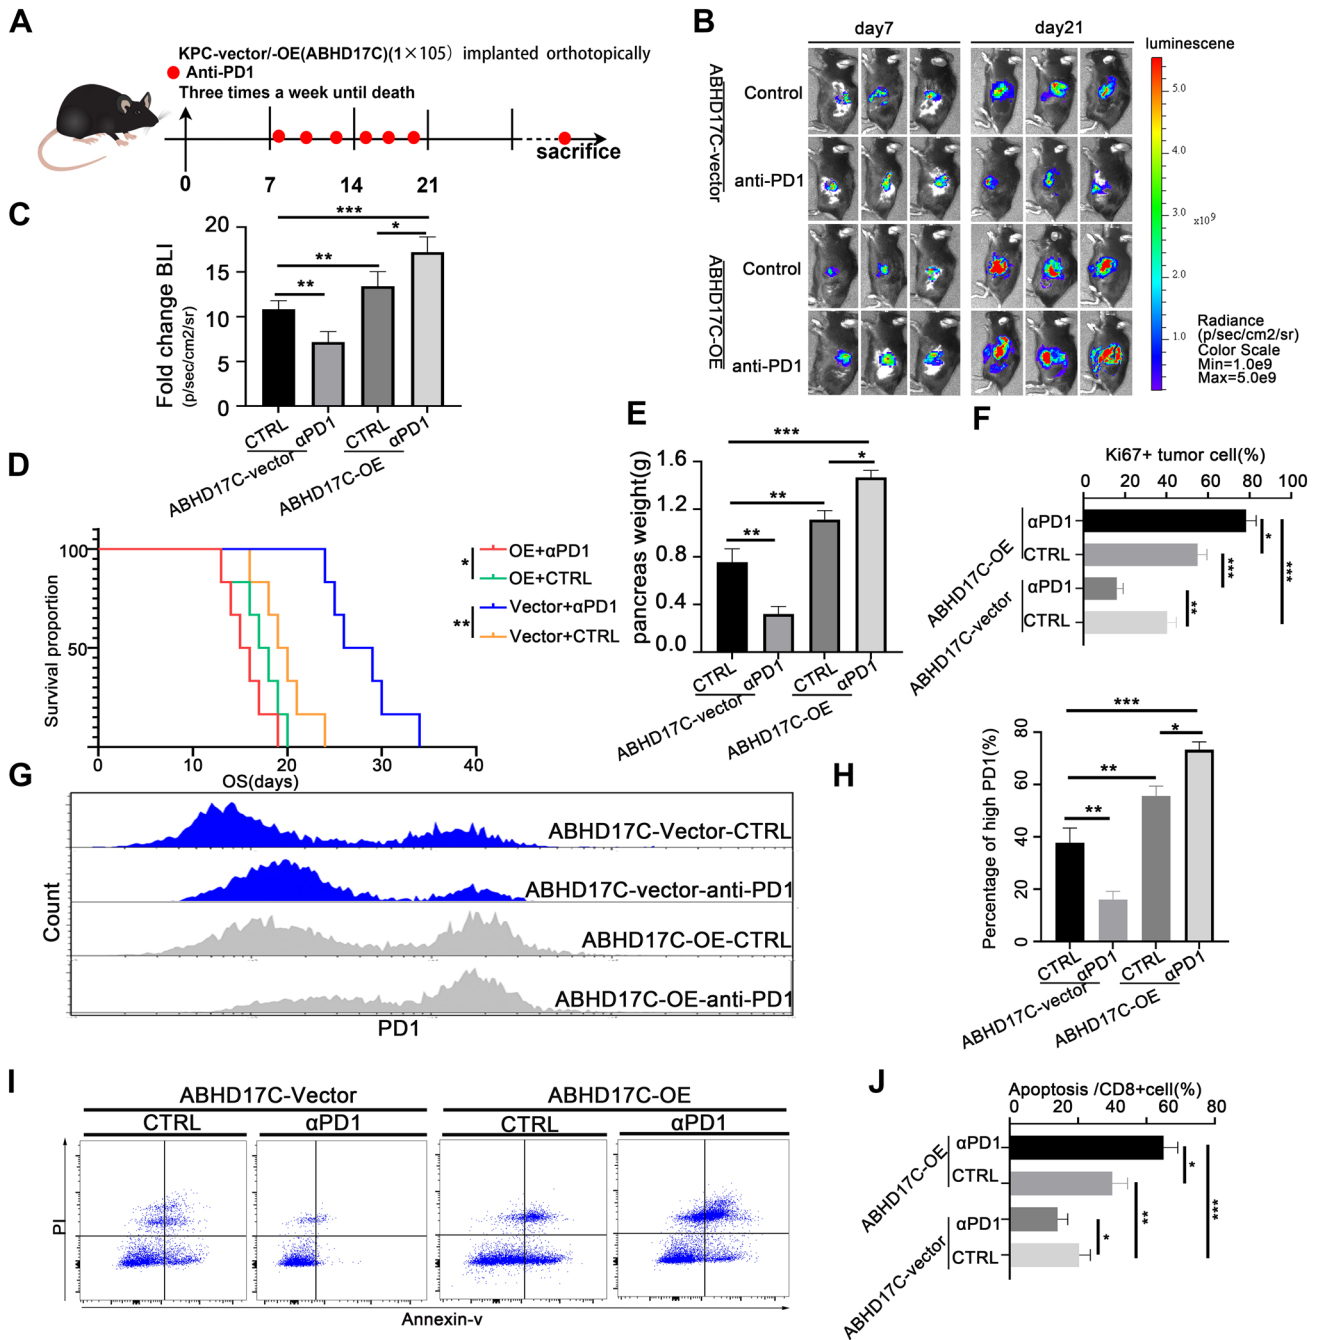 A
KPC-vector/-OE(ABHD17C)(1×105) implanted orthotopically
Anti-PD1
Three times a week until death
sacrifice
0 7 14 21
B
day7 day21
luminescene
ABHD17C-vector
Control
anti-PD1
ABHD17C-OE
Control
anti-PD1
5.0
4.0
3.0
x10⁹
2.0
1.0
Radiance
(p/sec/cm2/sr)
Color Scale
Min=1.0e9
Max=5.0e9
C
Fold change BLI
(p/sec/cm2/sr)
20
15
10
5
0
***
*
**
**
CTRL αPD1 CTRL αPD1
ABHD17C-vector
ABHD17C-OE
D
Survival proportion
100
50
0 10 20 30 40
OS(days)
*
OE+αPD1
OE+CTRL
**
Vector+αPD1
Vector+CTRL
E
pancreas weight(g)
1.6
1.2
0.8
0.4
0.0
***
*
**
**
CTRL αPD1 CTRL αPD1
ABHD17C-vector
ABHD17C-OE
F
Ki67+ tumor cell(%)
0 20 40 60 80 100
ABHD17C-OE
αPD1
CTRL
ABHD17C-vector
αPD1
CTRL
*
***
***
**
G
Count
ABHD17C-Vector-CTRL
ABHD17C-vector-anti-PD1
ABHD17C-OE-CTRL
ABHD17C-OE-anti-PD1
PD1
H
Percentage of high PD1(%)
80
60
40
20
0
***
*
**
**
CTRL αPD1 CTRL αPD1
ABHD17C-vector
ABHD17C-OE
I
ABHD17C-Vector ABHD17C-OE
CTRL αPD1 CTRL αPD1
PI
Annexin-v
J
Apoptosis /CD8+cell(%)
0 20 40 60 80
ABHD17C-OE
αPD1
CTRL
ABHD17C-vector
αPD1
CTRL
*
**
***
*